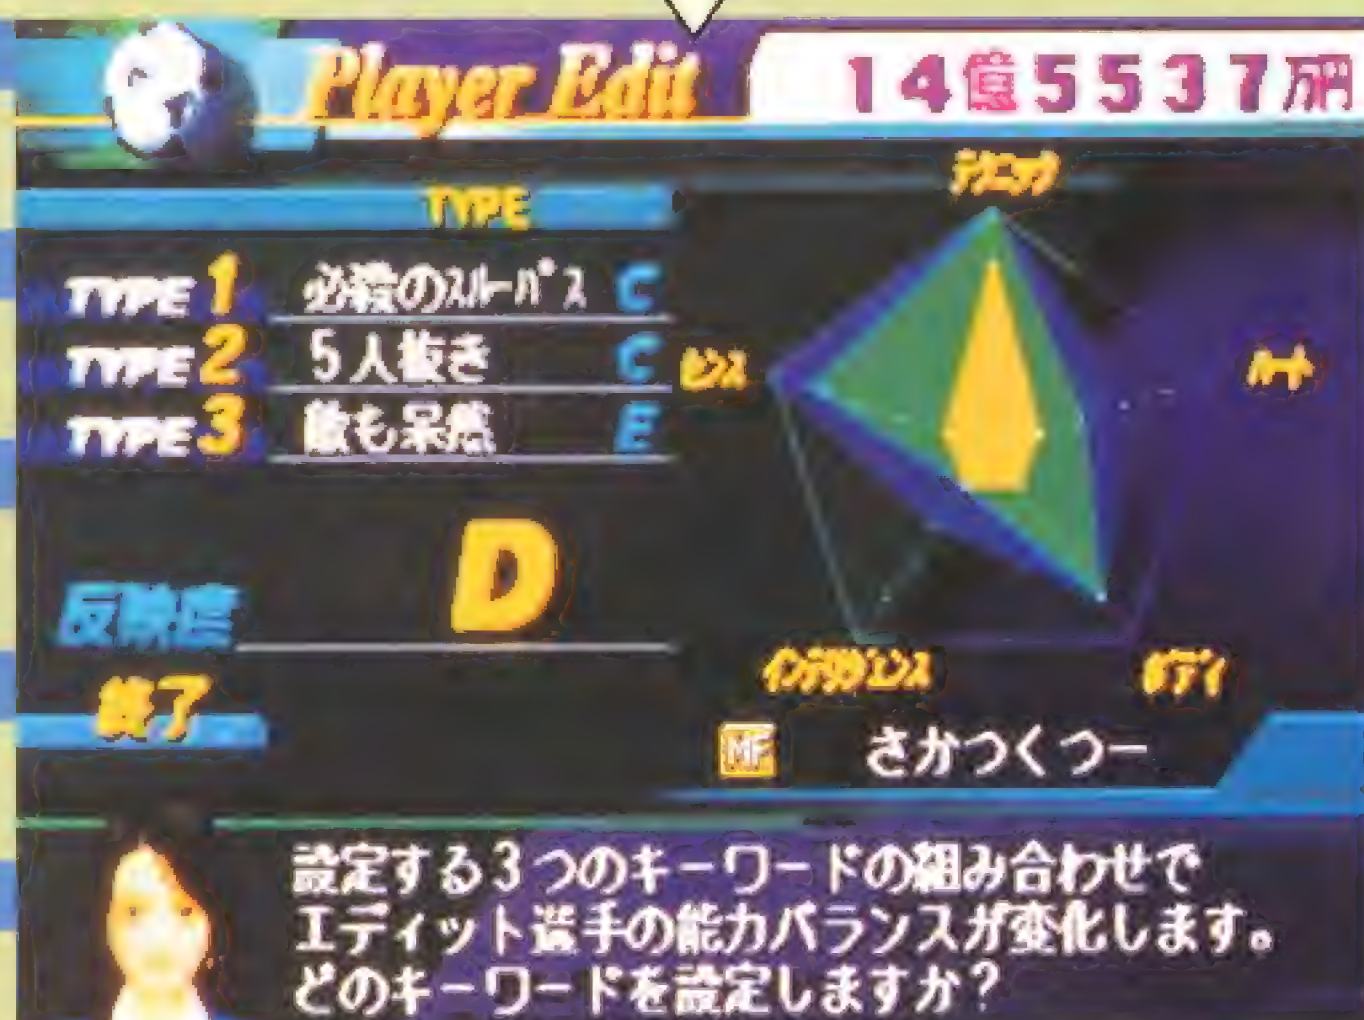 Player Edit
14億5537万円
TYPE
TYPE 1 必殺のｽﾙｰﾊﾟｽ C
TYPE 2 5人抜き C
TYPE 3 敵も呆然 E
反映度 D
終了
テクニック
センス
ハート
インテリジェンス
ボディ
MF さかつくつー
設定する3つのキーワードの組み合わせで
エディット選手の能力バランスが変化します。
どのキーワードを設定しますか?